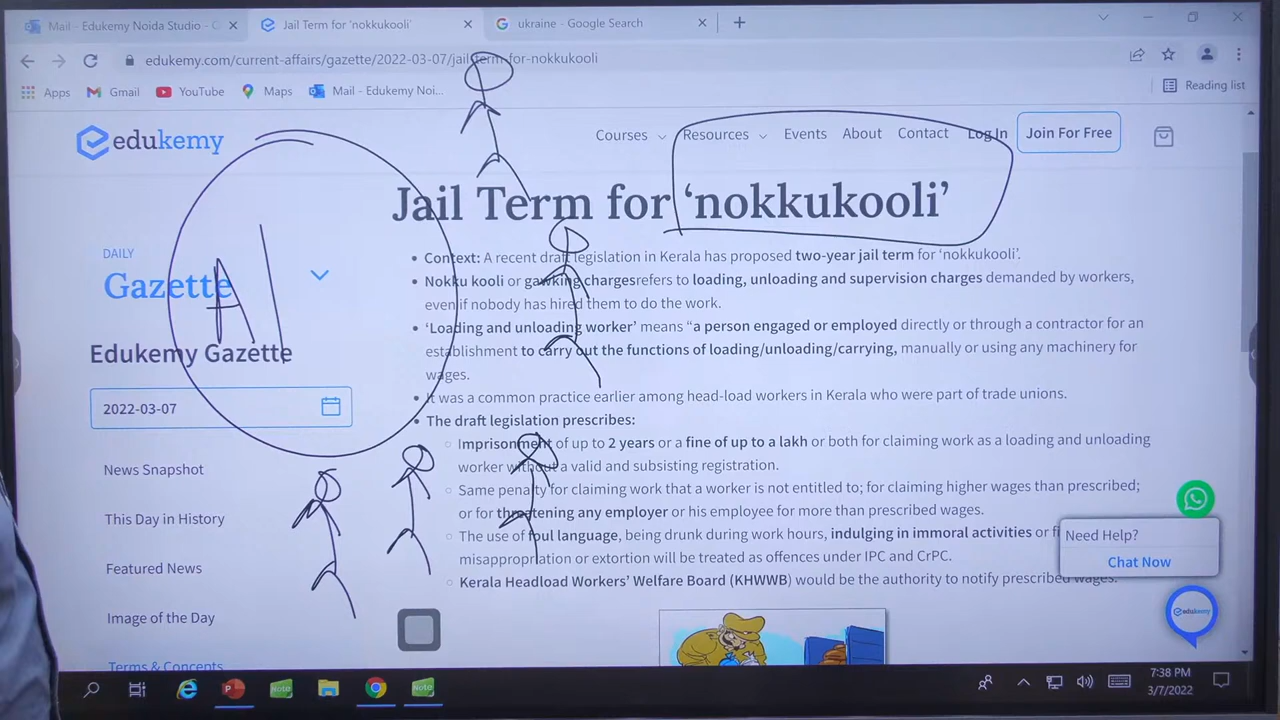 Mail - Edukemy Noida Studio - O
Jail Term for ‘nokkukooli’
ukraine - Google Search
edukemy.com/current-affairs/gazette/2022-03-07/jail-term-for-nokkukooli
Apps Gmail YouTube Maps Mail - Edukemy Noi... Reading list
edukemy Courses Resources Events About Contact Log In Join For Free
Jail Term for ‘nokkukooli’
DAILY
Gazette
A1
Edukemy Gazette
2022-03-07
News Snapshot
This Day in History
Featured News
Image of the Day
Terms & Concepts
• Context: A recent draft legislation in Kerala has proposed two-year jail term for ‘nokkukooli’.
• Nokku kooli or gawking chargesrefers to loading, unloading and supervision charges demanded by workers,
even if nobody has hired them to do the work.
• ‘Loading and unloading worker’ means “a person engaged or employed directly or through a contractor for an
establishment to carry out the functions of loading/unloading/carrying, manually or using any machinery for
wages.
• It was a common practice earlier among head-load workers in Kerala who were part of trade unions.
• The draft legislation prescribes:
○ Imprisonment of up to 2 years or a fine of up to a lakh or both for claiming work as a loading and unloading
worker without a valid and subsisting registration.
○ Same penalty for claiming work that a worker is not entitled to; for claiming higher wages than prescribed;
or for threatening any employer or his employee for more than prescribed wages.
○ The use of foul language, being drunk during work hours, indulging in immoral activities or
misappropriation or extortion will be treated as offences under IPC and CrPC.
○ Kerala Headload Workers’ Welfare Board (KHWWB) would be the authority to notify prescribed wages.
Need Help?
Chat Now
edukemy
Note
Note
7:38 PM
3/7/2022